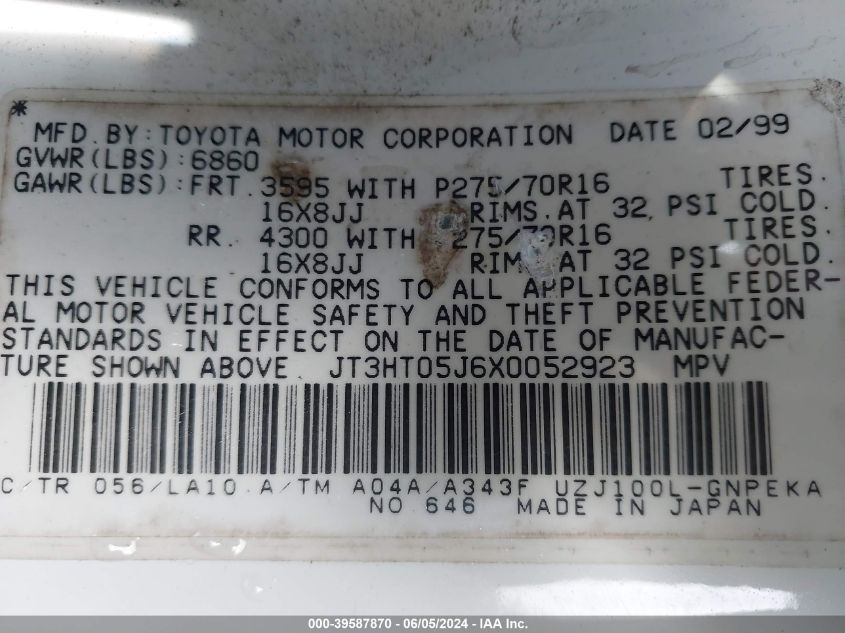 *
MFD. BY: TOYOTA MOTOR CORPORATION DATE 02/99
GVWR(LBS):6860
GAWR(LBS):FRT. 3595 WITH P275/70R16 TIRES.
16X8JJ RIMS. AT 32 PSI COLD.
RR. 4300 WITH 275/70R16 TIRES.
16X8JJ RIM AT 32 PSI COLD.
THIS VEHICLE CONFORMS TO ALL APPLICABLE FEDER-
AL MOTOR VEHICLE SAFETY AND THEFT PREVENTION
STANDARDS IN EFFECT ON THE DATE OF MANUFAC-
TURE SHOWN ABOVE JT3HT05J6X0052923 MPV
C/TR 056/LA10 A/TM A04A/A343F UZJ100L-GNPEKA
NO.646 MADE IN JAPAN
000-39587870 - 06/05/2024 - IAA Inc.